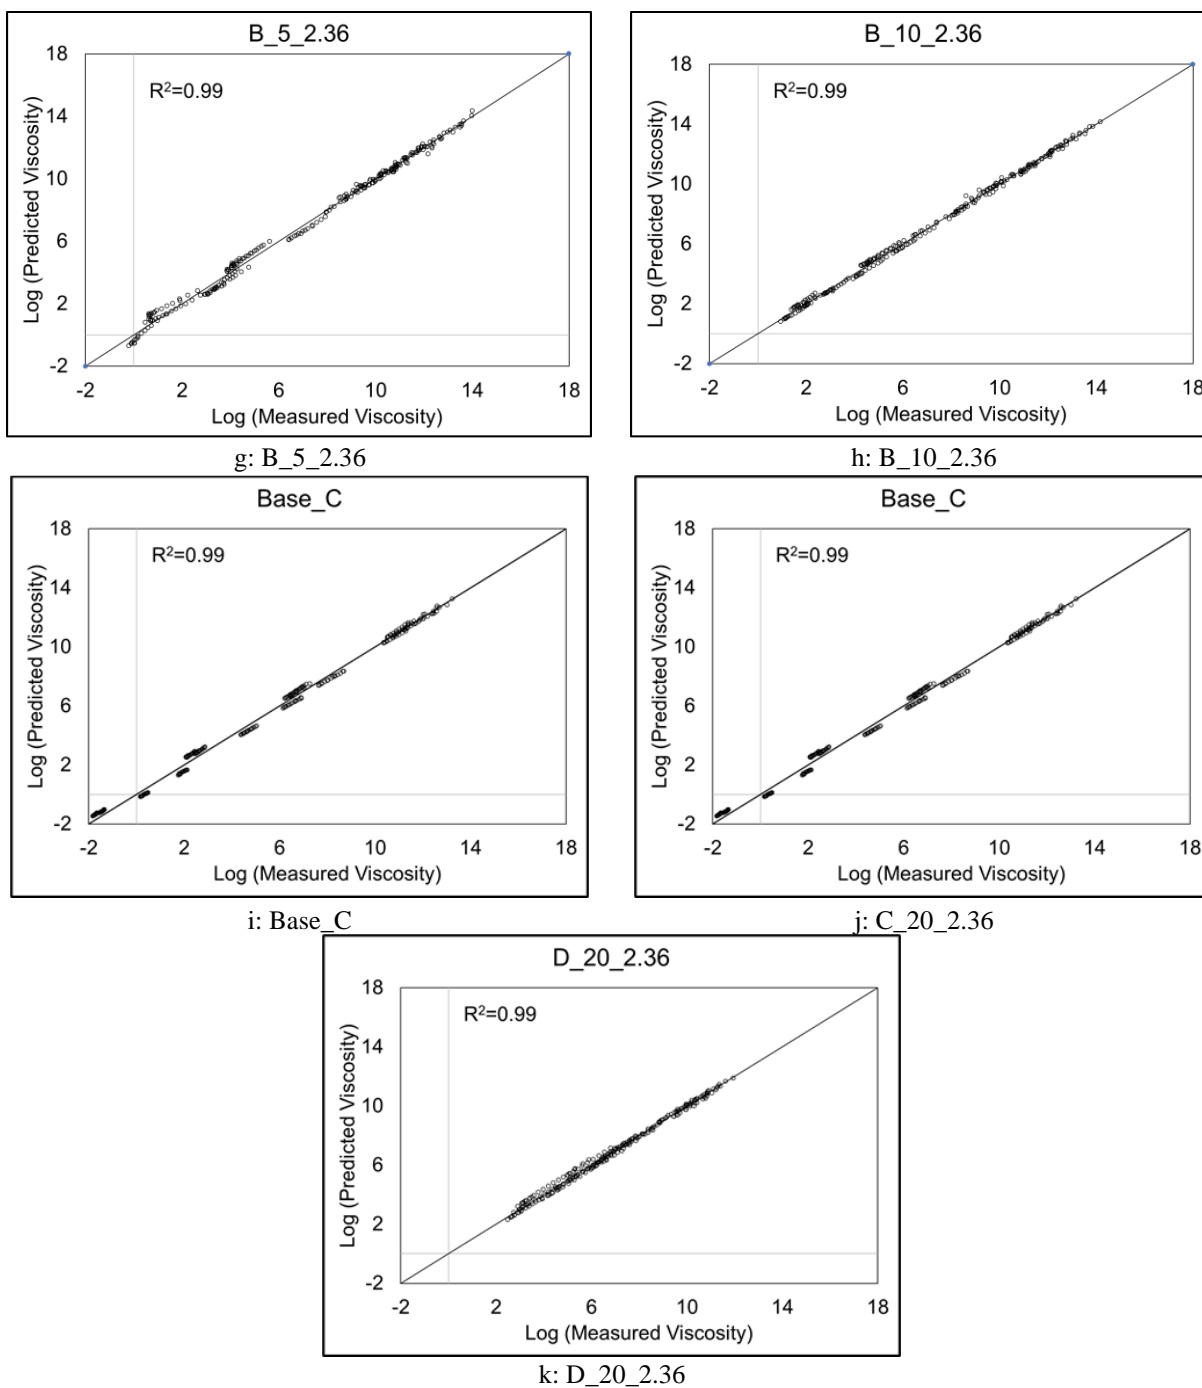 B_5_2.36
18
R²=0.99
14
10
6
2
-2
Log (Predicted Viscosity)
-2 2 6 10 14 18
Log (Measured Viscosity)
g: B_5_2.36
B_10_2.36
18
R²=0.99
14
10
6
2
-2
Log (Predicted Viscosity)
-2 2 6 10 14 18
Log (Measured Viscosity)
h: B_10_2.36
Base_C
18
R²=0.99
14
10
6
2
-2
Log (Predicted Viscosity)
-2 2 6 10 14 18
Log (Measured Viscosity)
i: Base_C
Base_C
18
R²=0.99
14
10
6
2
-2
Log (Predicted Viscosity)
-2 2 6 10 14 18
Log (Measured Viscosity)
j: C_20_2.36
D_20_2.36
18
R²=0.99
14
10
6
2
-2
Log (Predicted Viscosity)
-2 2 6 10 14 18
Log (Measured Viscosity)
k: D_20_2.36